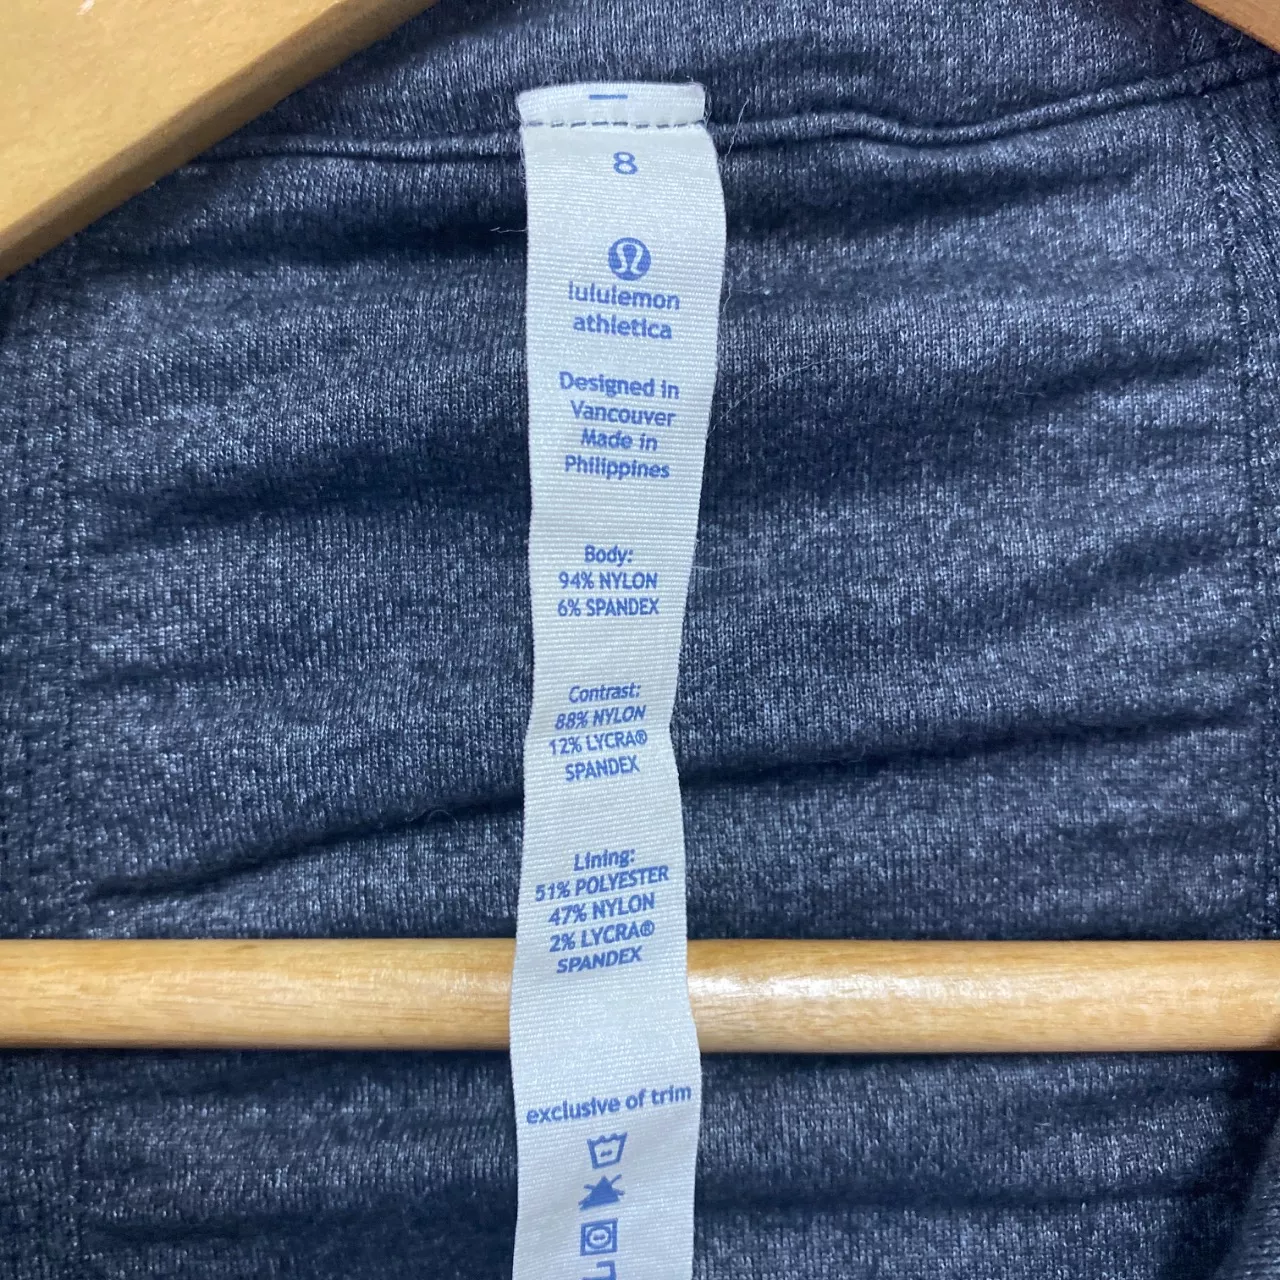 8
lululemon
athletica
Designed in
Vancouver
Made in
Philippines
Body:
94% NYLON
6% SPANDEX
Contrast:
88% NYLON
12% LYCRA®
SPANDEX
Lining:
51% POLYESTER
47% NYLON
2% LYCRA®
SPANDEX
exclusive of trim